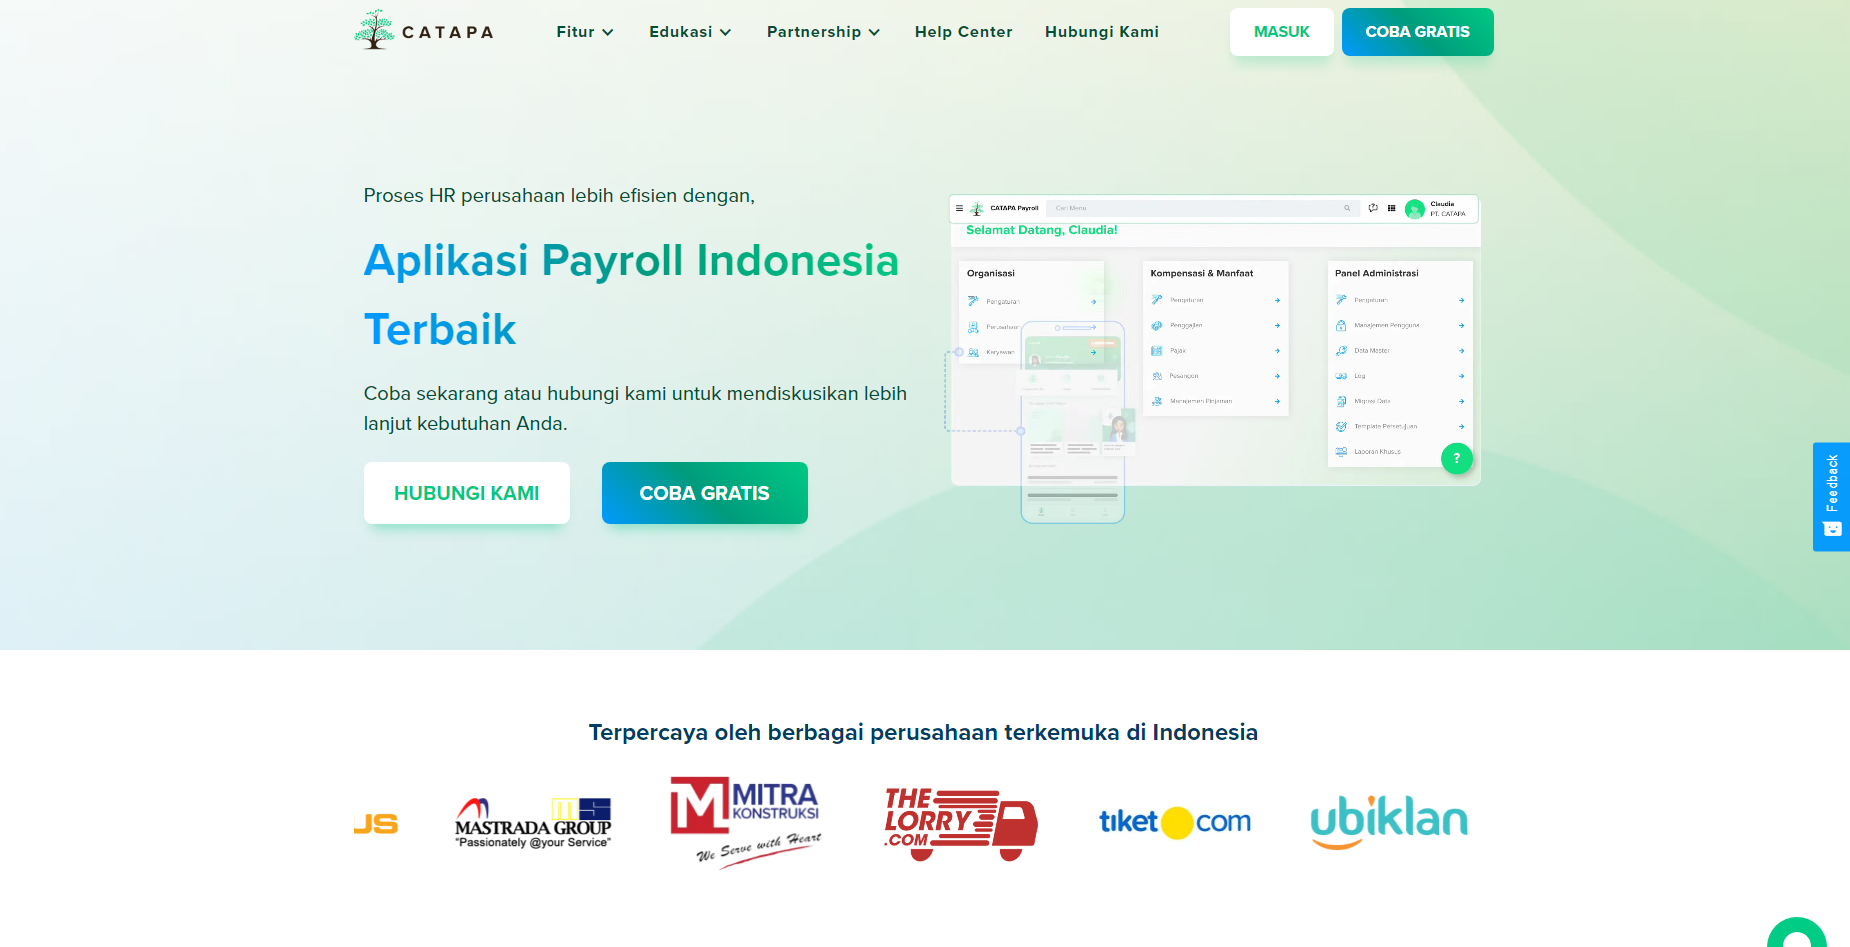 CATAPA
Fitur
Edukasi
Partnership
Help Center
Hubungi Kami
MASUK
COBA GRATIS
Proses HR perusahaan lebih efisien dengan,
Aplikasi Payroll Indonesia
Terbaik
Coba sekarang atau hubungi kami untuk mendiskusikan lebih
lanjut kebutuhan Anda.
HUBUNGI KAMI
COBA GRATIS
CATAPA Payroll
Cari Menu
Claudia
PT. CATAPA
Selamat Datang, Claudia!
Organisasi
Pengaturan
Perusahaan
Karyawan
Kompensasi & Manfaat
Pengaturan
Penggajian
Pajak
Pesangon
Manajemen Pinjaman
Panel Administrasi
Pengaturan
Manajemen Pengguna
Data Master
Log
Migrasi Data
Template Persetujuan
Laporan Khusus
?
Feedback
Terpercaya oleh berbagai perusahaan terkemuka di Indonesia
JS
MS
MASTRADA GROUP
"Passionately @your Service"
M MITRA
KONSTRUKSI
We Serve with Heart
THE
LORRY
.COM
tiket.com
ubiklan